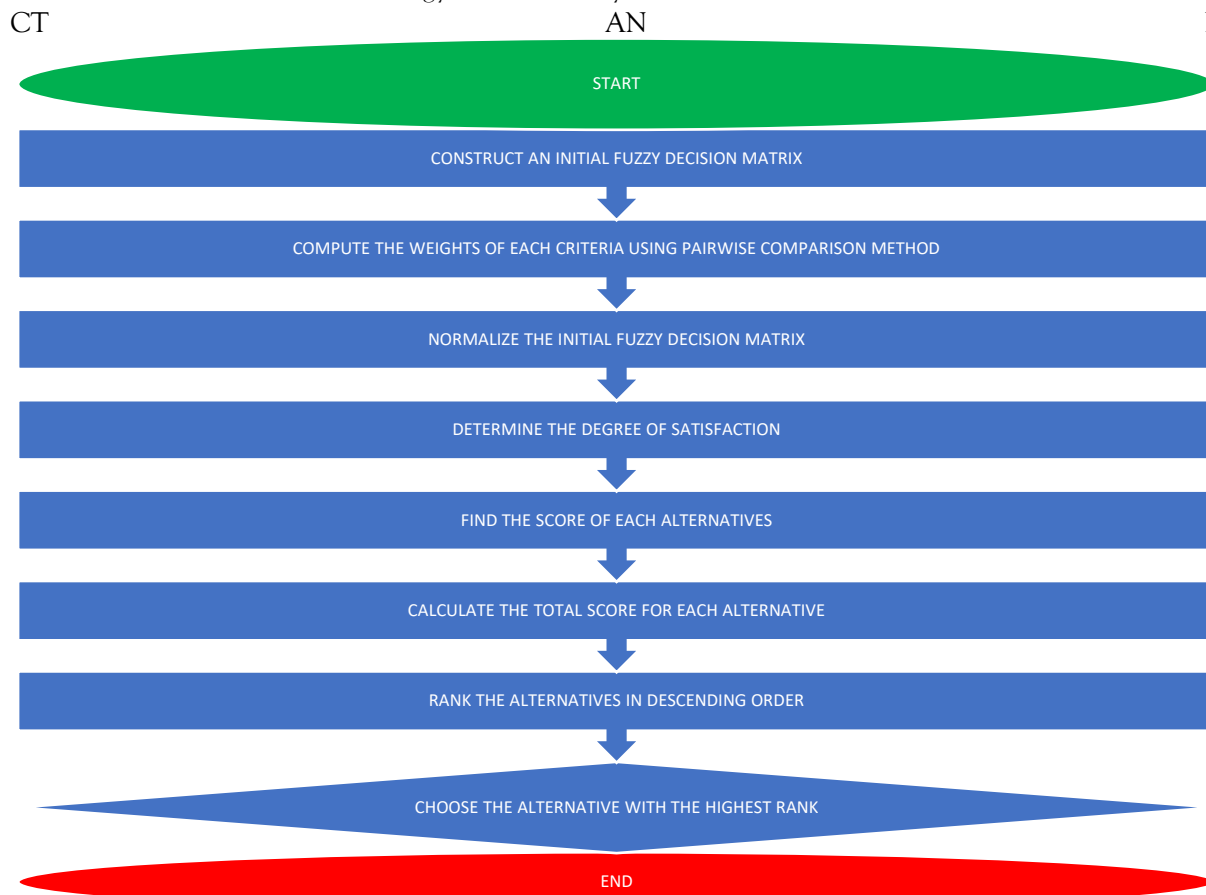 CT AN
START
CONSTRUCT AN INITIAL FUZZY DECISION MATRIX
COMPUTE THE WEIGHTS OF EACH CRITERIA USING PAIRWISE COMPARISON METHOD
NORMALIZE THE INITIAL FUZZY DECISION MATRIX
DETERMINE THE DEGREE OF SATISFACTION
FIND THE SCORE OF EACH ALTERNATIVES
CALCULATE THE TOTAL SCORE FOR EACH ALTERNATIVE
RANK THE ALTERNATIVES IN DESCENDING ORDER
CHOOSE THE ALTERNATIVE WITH THE HIGHEST RANK
END